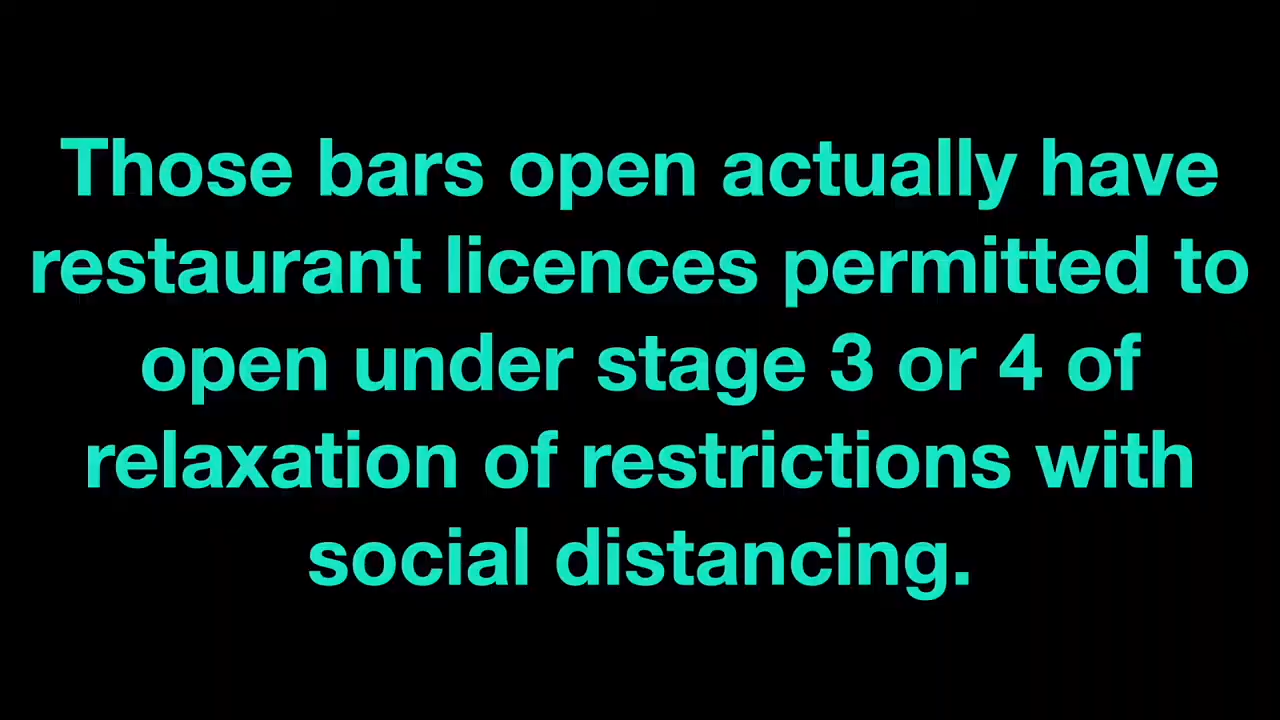 Those bars open actually have
restaurant licences permitted to
open under stage 3 or 4 of
relaxation of restrictions with
social distancing.